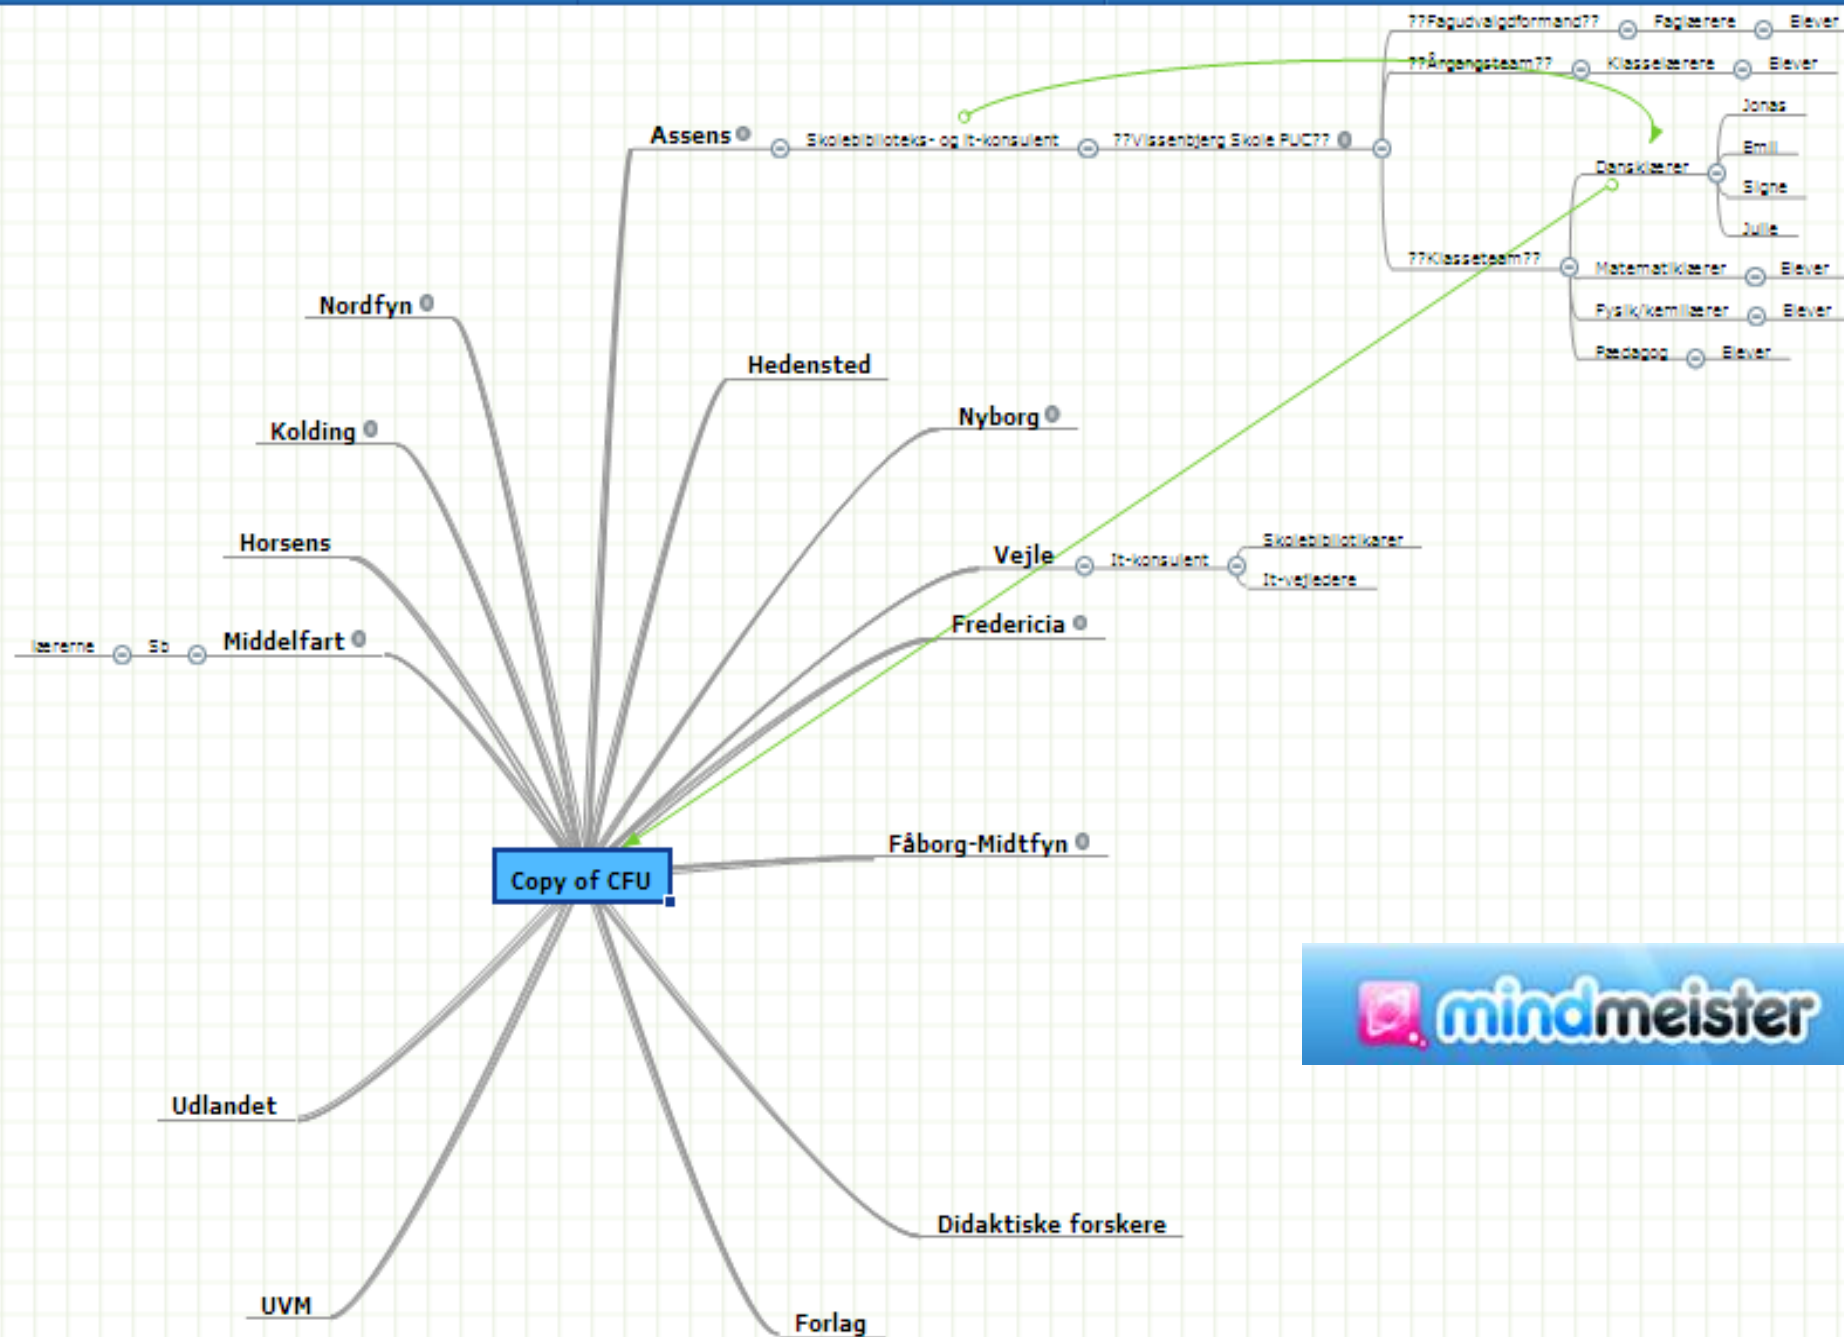 ??Fagudvalgdformand?? Faglærere Elever
??Årgangsteam?? Klasselærere Elever
Jonas
Assens Skolebiblioteks- og It-konsulent ??Vissenbjerg Skole PUC??
Emil
Dansklærer
Signe
Julie
??Klasseteam?? Matematiklærer Elever
Nordfyn
Fysik/kemilærer Elever
Pædagog Elever
Hedensted
Nyborg
Kolding
Horsens
Skolebibliotikarer
Vejle It-konsulent
It-vejledere
Fredericia
lærerne Sb Middelfart
Fåborg-Midtfyn
Copy of CFU
mindmeister
Udlandet
Didaktiske forskere
UVM
Forlag